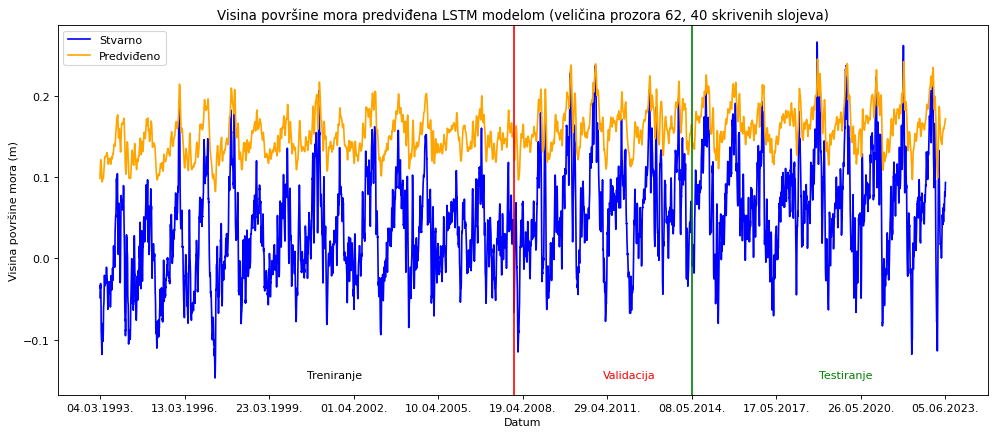 Visina površine mora predviđena LSTM modelom (veličina prozora 62, 40 skrivenih slojeva)
Stvarno
Predviđeno
Visina površine mora (m)
0.2
0.1
0.0
−0.1
Treniranje
Validacija
Testiranje
04.03.1993.
13.03.1996.
23.03.1999.
01.04.2002.
10.04.2005.
19.04.2008.
29.04.2011.
08.05.2014.
17.05.2017.
26.05.2020.
05.06.2023.
Datum